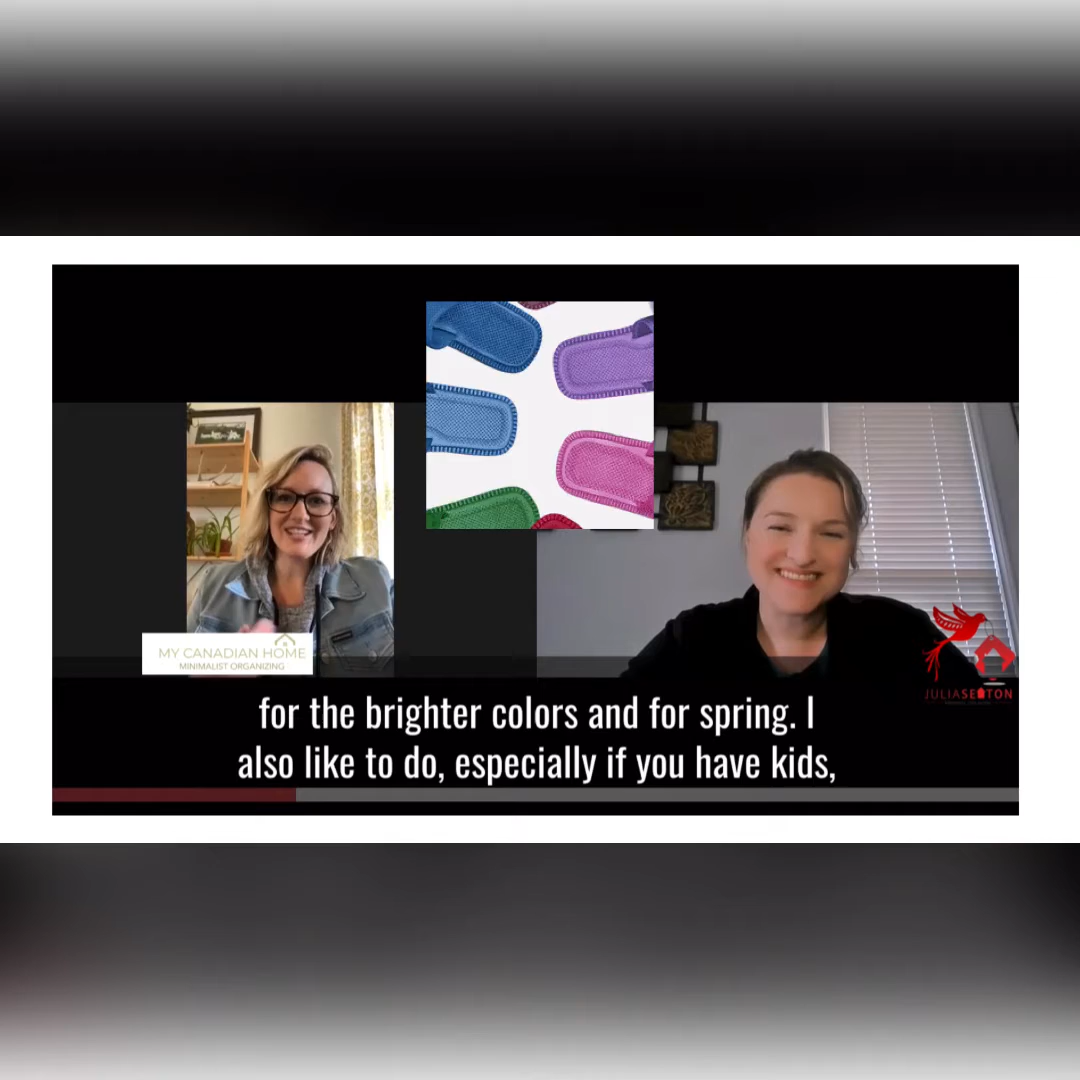 MY CANADIAN HOME
MINIMALIST ORGANIZING
JULIASEATON
for the brighter colors and for spring. I
also like to do, especially if you have kids,